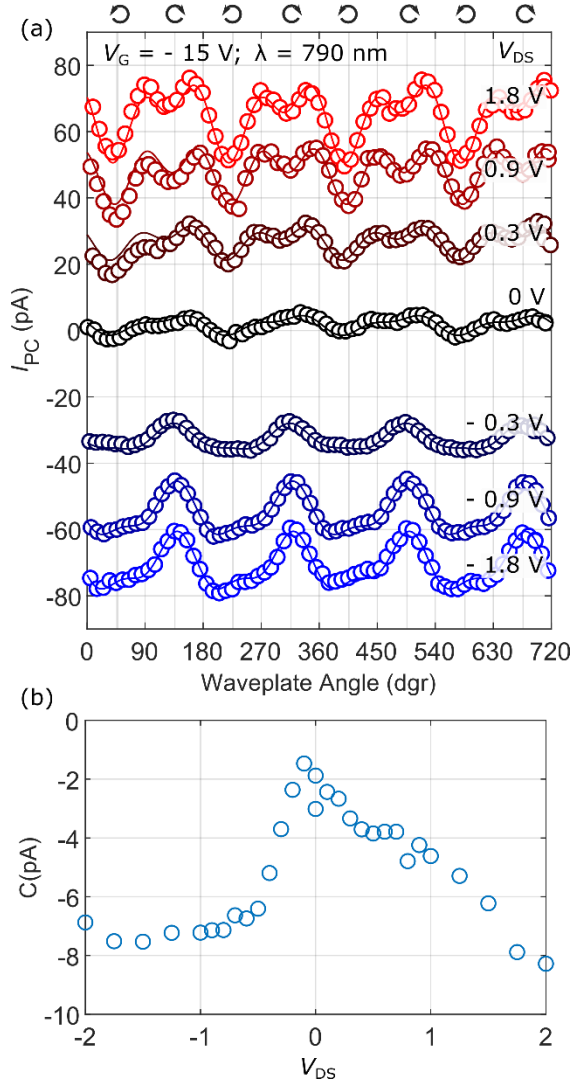 (a)
V_G = - 15 V; λ = 790 nm
V_DS
1.8 V
0.9 V
0.3 V
0 V
- 0.3 V
- 0.9 V
- 1.8 V
80
60
40
20
0
-20
-40
-60
-80
I_PC (pA)
0 90 180 270 360 450 540 630 720
Waveplate Angle (dgr)
(b)
0
-2
-4
-6
-8
-10
C(pA)
-2 -1 0 1 2
V_DS